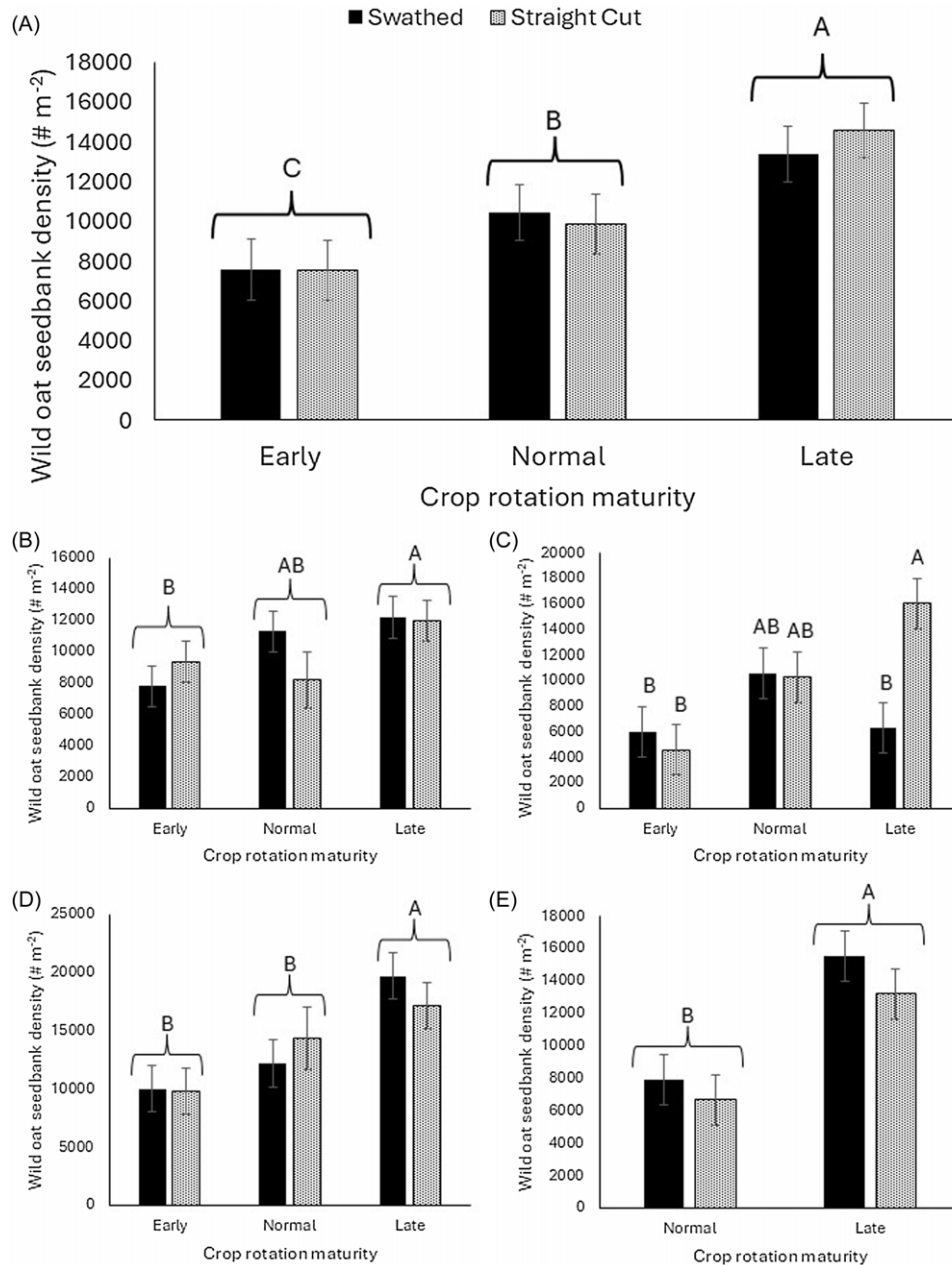 (A)
Swathed Straight Cut
Wild oat seedbank density (# m-2)
18000
16000
14000
12000
10000
8000
6000
4000
2000
0
C
B
A
Early Normal Late
Crop rotation maturity
(B)
Wild oat seedbank density (# m-2)
16000
14000
12000
10000
8000
6000
4000
2000
0
B
AB
A
Early Normal Late
Crop rotation maturity
(C)
Wild oat seedbank density (# m-2)
20000
18000
16000
14000
12000
10000
8000
6000
4000
2000
0
B
B
AB AB
B
A
Early Normal Late
Crop rotation maturity
(D)
Wild oat seedbank density (# m-2)
25000
20000
15000
10000
5000
0
B
B
A
Early Normal Late
Crop rotation maturity
(E)
Wild oat seedbank density (# m-2)
18000
16000
14000
12000
10000
8000
6000
4000
2000
0
B
A
Normal Late
Crop rotation maturity